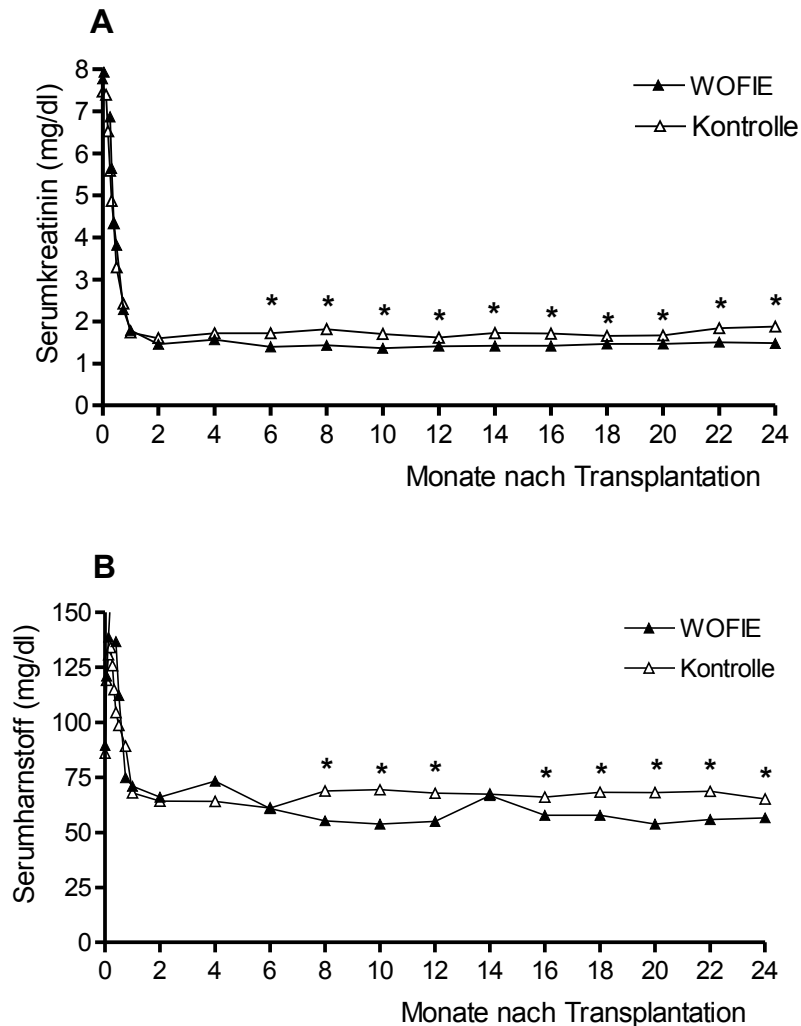 A
Serumkreatinin (mg/dl)
8
7
6
5
4
3
2
1
0
WOFIE
Kontrolle
* * * * * * * * * *
0 2 4 6 8 10 12 14 16 18 20 22 24
Monate nach Transplantation
B
Serumharnstoff (mg/dl)
150
125
100
75
50
25
0
WOFIE
Kontrolle
* * * * * * * *
0 2 4 6 8 10 12 14 16 18 20 22 24
Monate nach Transplantation